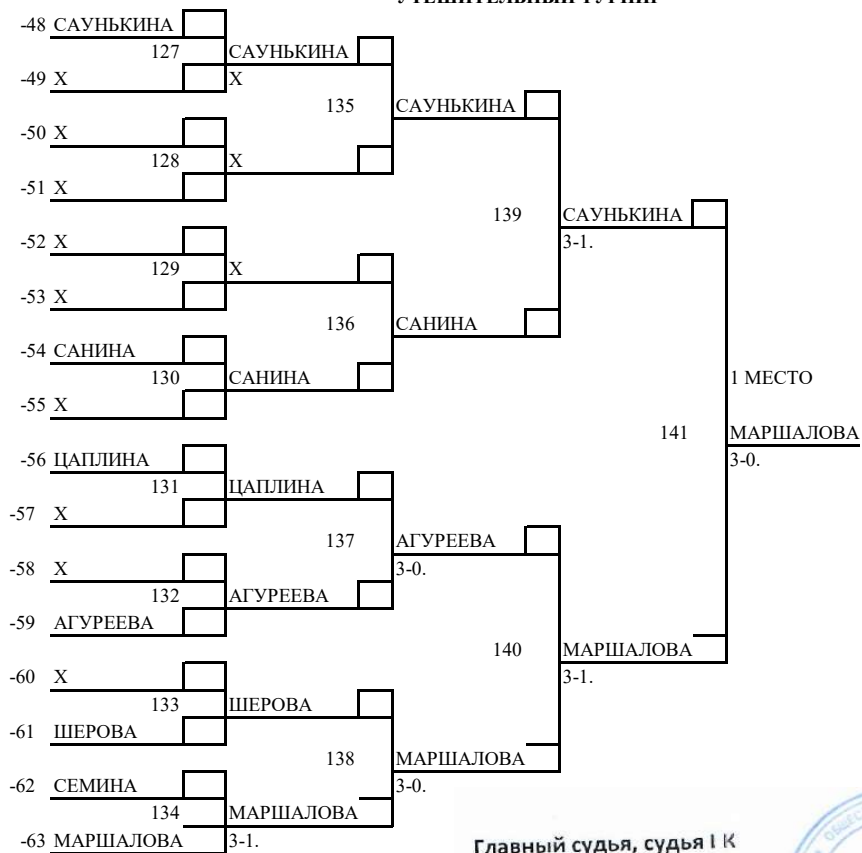 -48 САУНЬКИНА
127 САУНЬКИНА
-49 X X
135 САУНЬКИНА
-50 X
128 X
-51 X
139 САУНЬКИНА
-52 X 3-1.
129 X
-53 X
136 САНИНА
-54 САНИНА
130 САНИНА 1 МЕСТО
-55 X
141 МАРШАЛОВА
-56 ЦАПЛИНА 3-0.
131 ЦАПЛИНА
-57 X
137 АГУРЕЕВА
-58 X 3-0.
132 АГУРЕЕВА
-59 АГУРЕЕВА
140 МАРШАЛОВА
-60 X 3-1.
133 ШЕРОВА
-61 ШЕРОВА
138 МАРШАЛОВА
-62 СЕМИНА 3-0.
134 МАРШАЛОВА
-63 МАРШАЛОВА 3-1.
Главный судья, судья I К